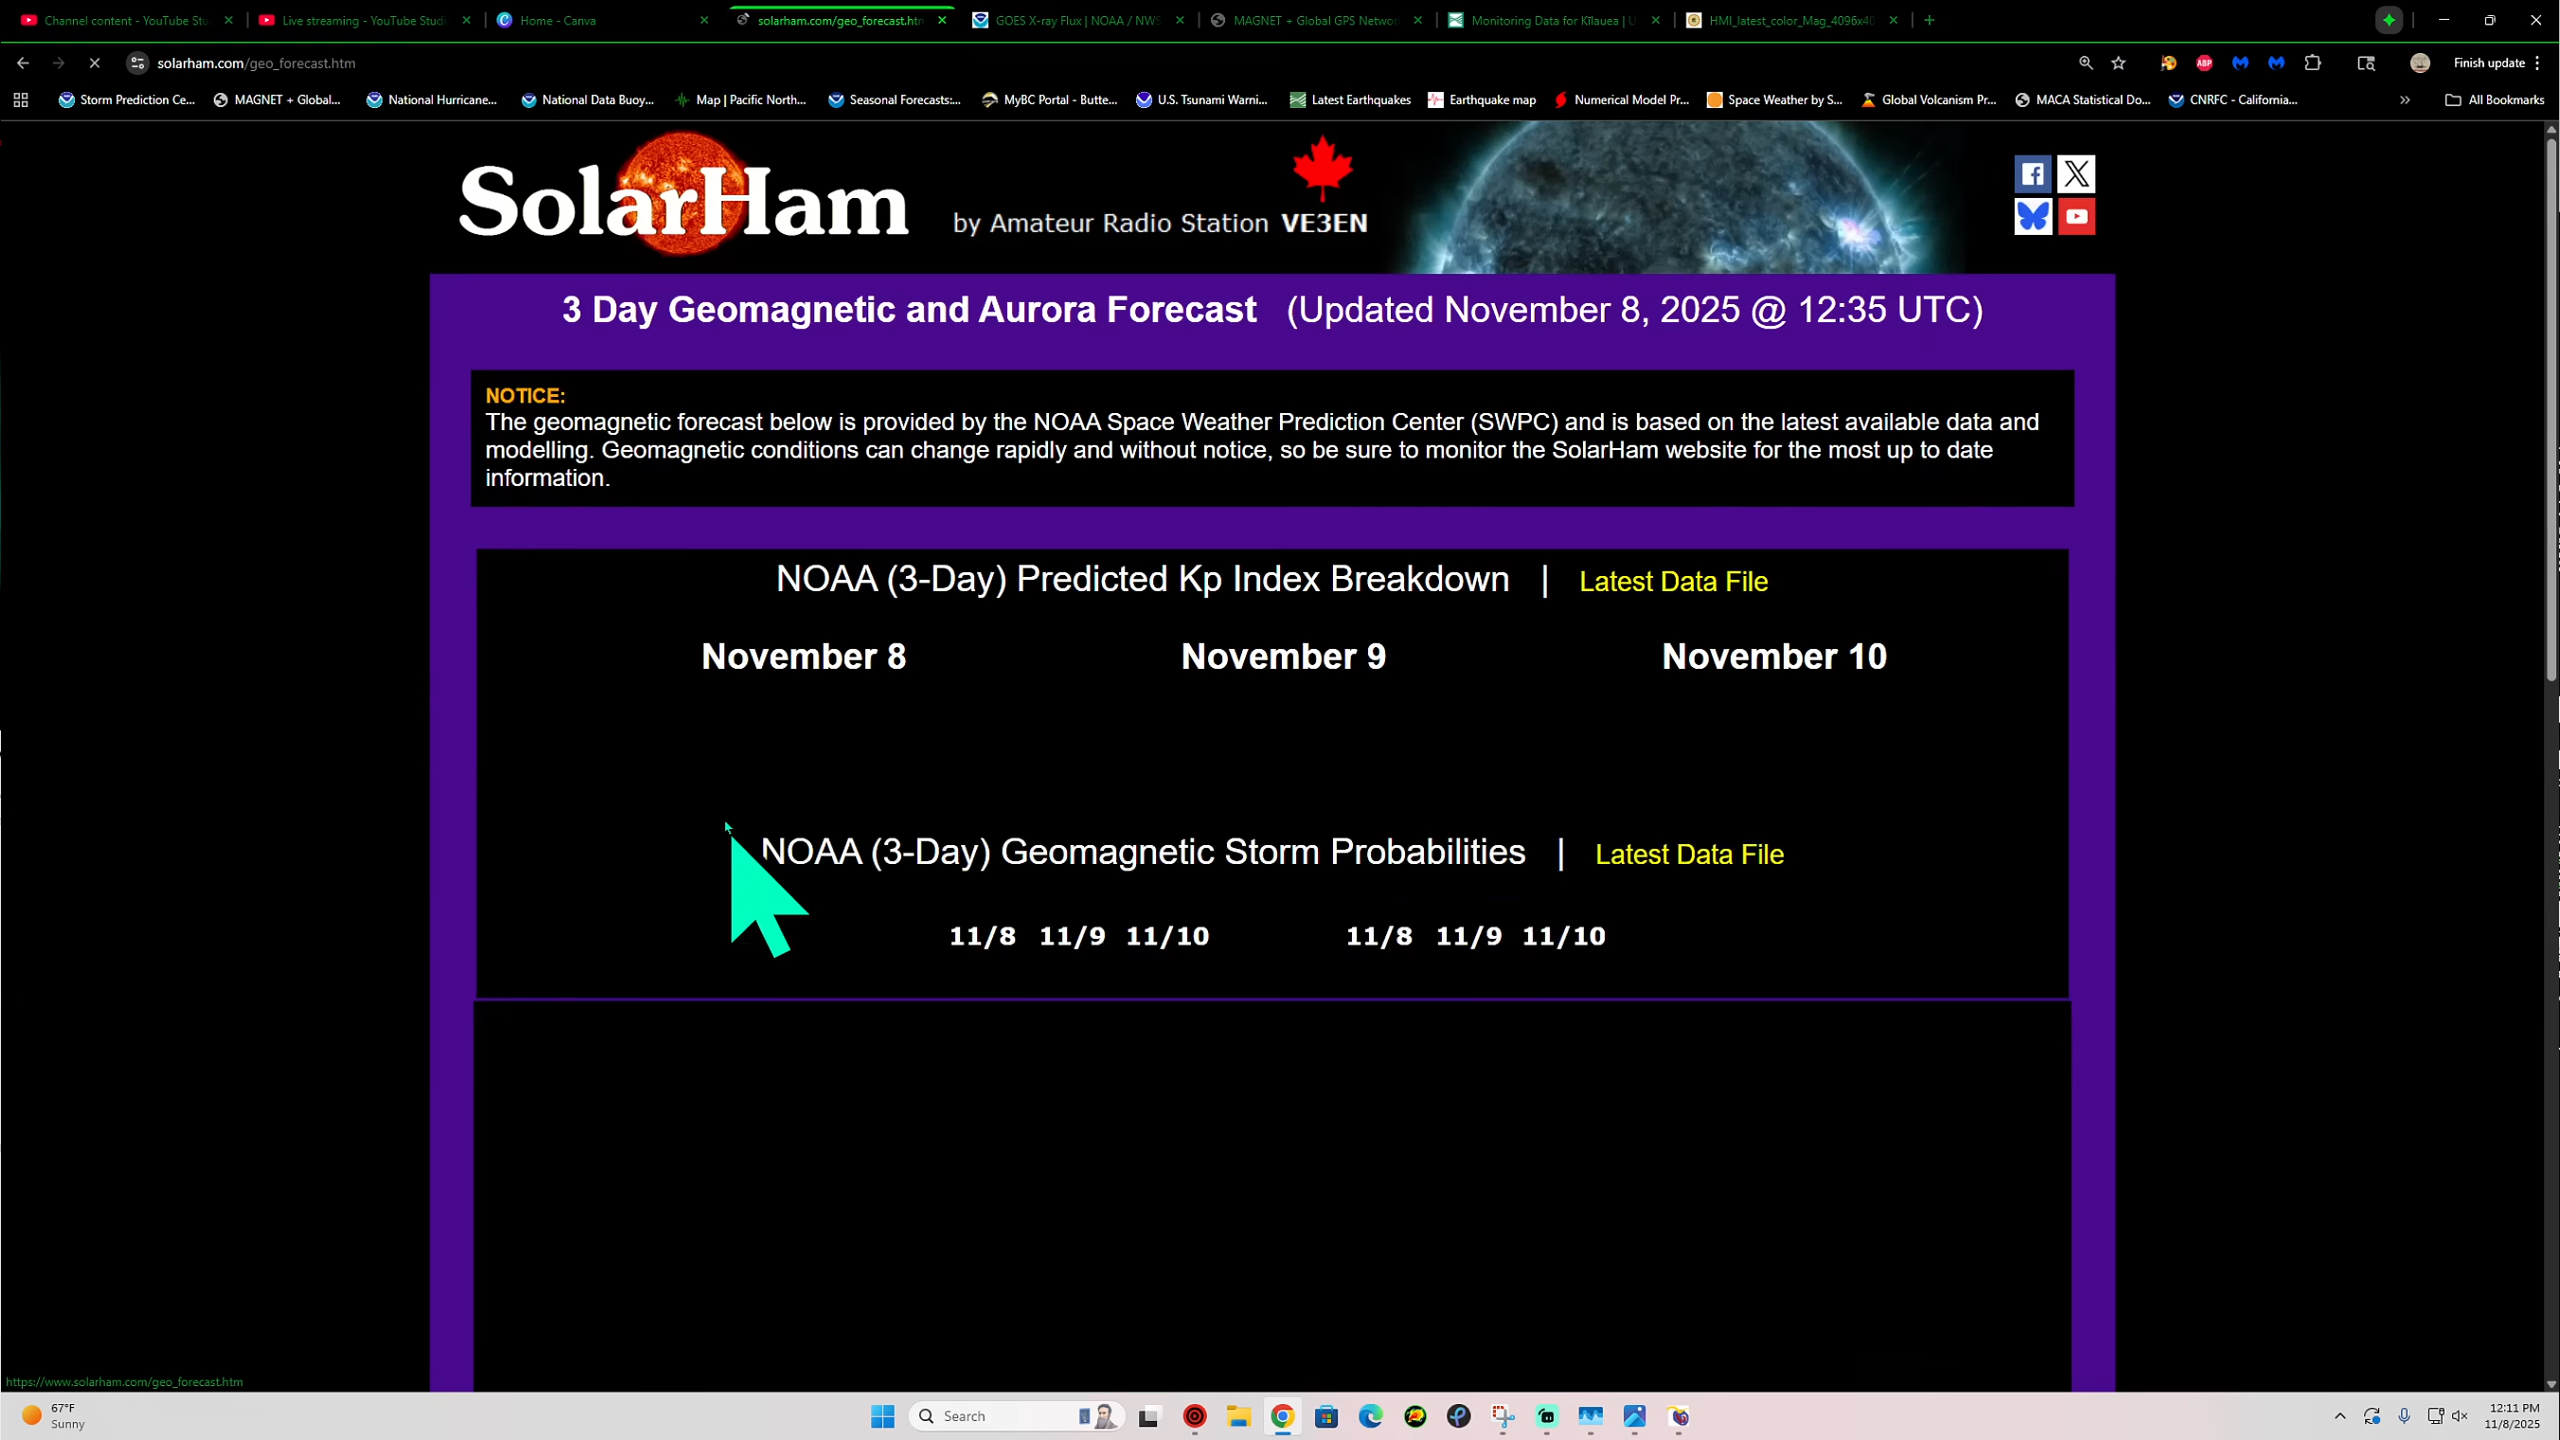 Channel content - YouTube Stu
Live streaming - YouTube Studi
Home - Canva
solarham.com/geo_forecast.htm
GOES X-ray Flux | NOAA / NWS
MAGNET + Global GPS Networ
Monitoring Data for Kīlauea | U
HMI_latest_color_Mag_4096x40
solarham.com/geo_forecast.htm
ABP
Finish update
Storm Prediction Ce...
MAGNET + Global...
National Hurricane...
National Data Buoy...
Map | Pacific North...
Seasonal Forecasts:...
MyBC Portal - Butte...
U.S. Tsunami Warni...
Latest Earthquakes
Earthquake map
Numerical Model Pr...
Space Weather by S...
Global Volcanism Pr...
MACA Statistical Do...
CNRFC - California...
All Bookmarks
SolarHam
by Amateur Radio Station VE3EN
3 Day Geomagnetic and Aurora Forecast (Updated November 8, 2025 @ 12:35 UTC)
NOTICE:
The geomagnetic forecast below is provided by the NOAA Space Weather Prediction Center (SWPC) and is based on the latest available data and
modelling. Geomagnetic conditions can change rapidly and without notice, so be sure to monitor the SolarHam website for the most up to date
information.
NOAA (3-Day) Predicted Kp Index Breakdown | Latest Data File
November 8 November 9 November 10
NOAA (3-Day) Geomagnetic Storm Probabilities | Latest Data File
11/8 11/9 11/10 11/8 11/9 11/10
https://www.solarham.com/geo_forecast.htm
67°F
Sunny
Search
12:11 PM
11/8/2025